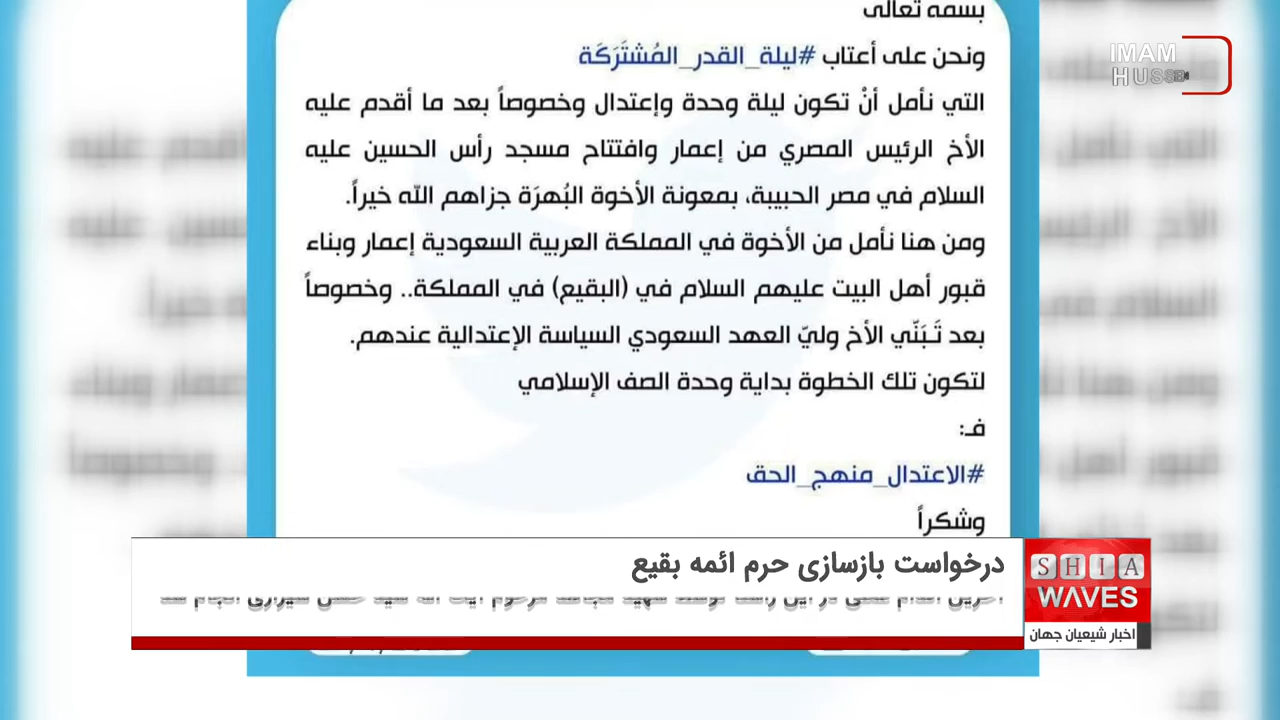 بسمه تعالى
ونحن على أعتاب #ليلة_القدر_المُشتَرَكَة
التي نأمل أنْ تكون ليلة وحدة وإعتدال وخصوصاً بعد ما أقدم عليه
الأخ الرئيس المصري من إعمار وافتتاح مسجد رأس الحسين عليه
السلام في مصر الحبيبة، بمعونة الأخوة البُهرَة جزاهم الله خيراً.
ومن هنا نأمل من الأخوة في المملكة العربية السعودية إعمار وبناء
قبور أهل البيت عليهم السلام في (البقيع) في المملكة.. وخصوصاً
بعد تَبَنّي الأخ وليّ العهد السعودي السياسة الإعتدالية عندهم.
لتكون تلك الخطوة بداية وحدة الصف الإسلامي
فـ:
#الاعتدال_منهج_الحق
وشكراً
IMAM
HUSSE
درخواست بازسازی حرم ائمه بقیع
SHIA
WAVES
اخبار شیعیان جهان